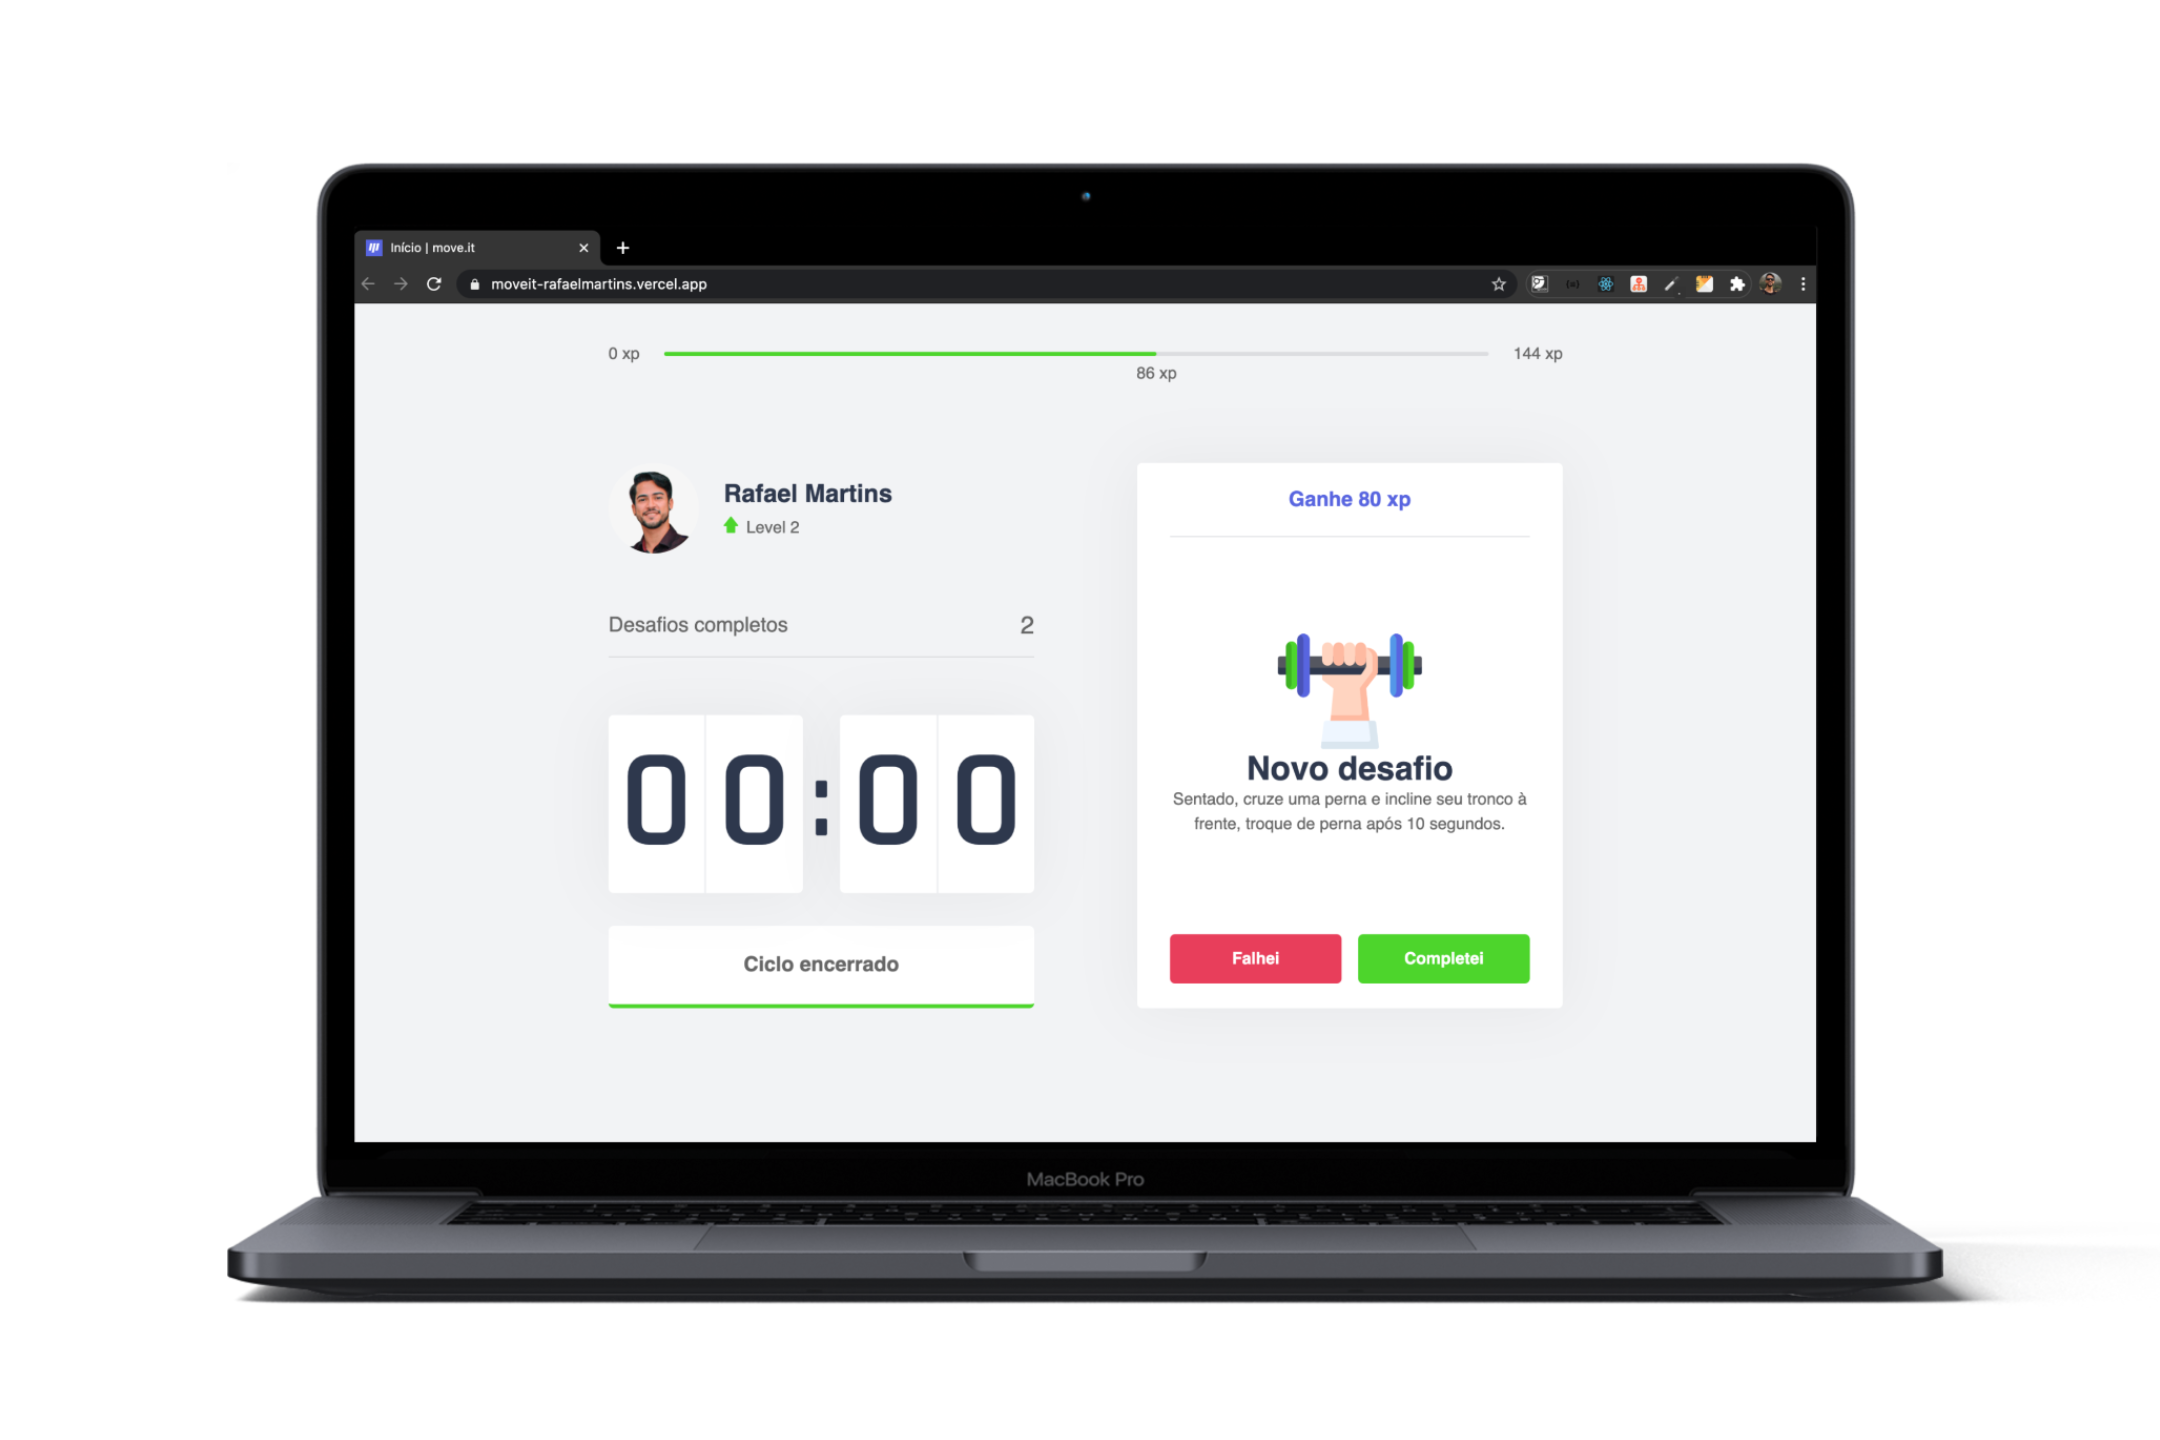 Início | move.it
moveit-rafaelmartins.vercel.app
0 xp
144 xp
86 xp
Rafael Martins
Level 2
Desafios completos
2
00:00
Ciclo encerrado
Ganhe 80 xp
Novo desafio
Sentado, cruze uma perna e incline seu tronco à
frente, troque de perna após 10 segundos.
Falhei
Completei
MacBook Pro